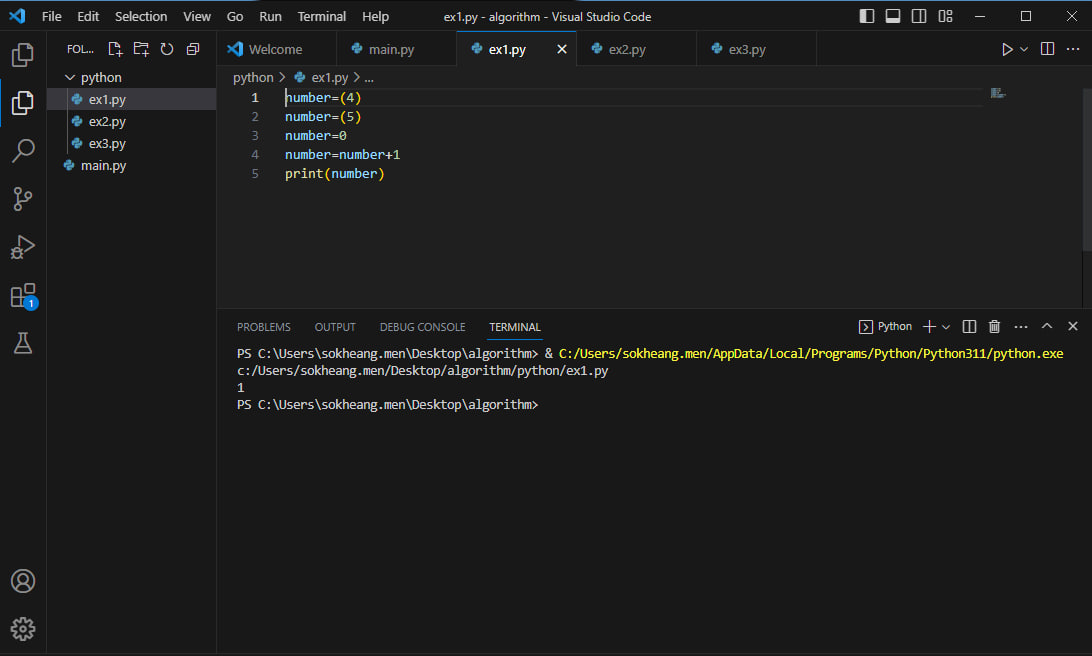 File Edit Selection View Go Run Terminal Help ex1.py - algorithm - Visual Studio Code
FOL...
python
ex1.py
ex2.py
ex3.py
main.py
1
Welcome main.py ex1.py ex2.py ex3.py
python > ex1.py > ...
1 number=(4)
2 number=(5)
3 number=0
4 number=number+1
5 print(number)
PROBLEMS OUTPUT DEBUG CONSOLE TERMINAL Python
PS C:\Users\sokheang.men\Desktop\algorithm> & C:/Users/sokheang.men/AppData/Local/Programs/Python/Python311/python.exe
c:/Users/sokheang.men/Desktop/algorithm/python/ex1.py
1
PS C:\Users\sokheang.men\Desktop\algorithm>